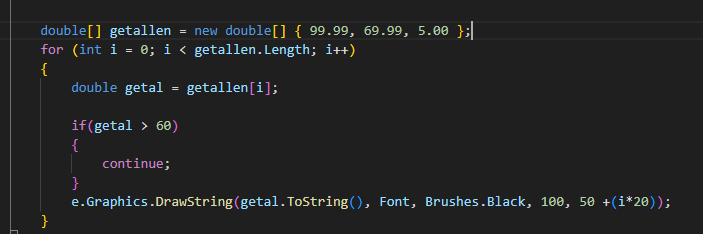 double[] getallen = new double[] { 99.99, 69.99, 5.00 };
for (int i = 0; i < getallen.Length; i++)
{
double getal = getallen[i];
if(getal > 60)
{
continue;
}
e.Graphics.DrawString(getal.ToString(), Font, Brushes.Black, 100, 50 +(i*20));
}